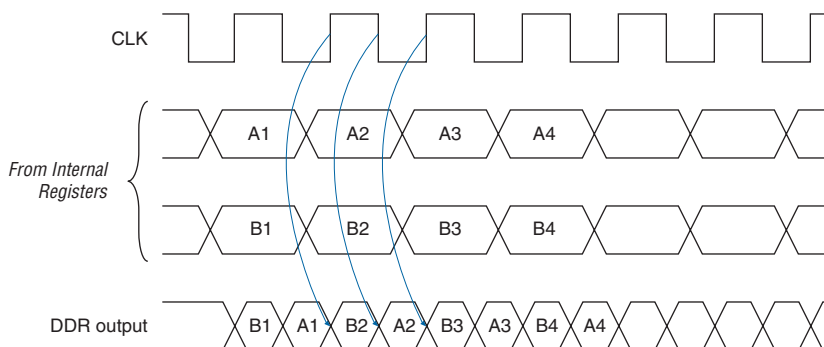 CLK
A1 A2 A3 A4
From Internal
Registers
B1 B2 B3 B4
DDR output B1 A1 B2 A2 B3 A3 B4 A4